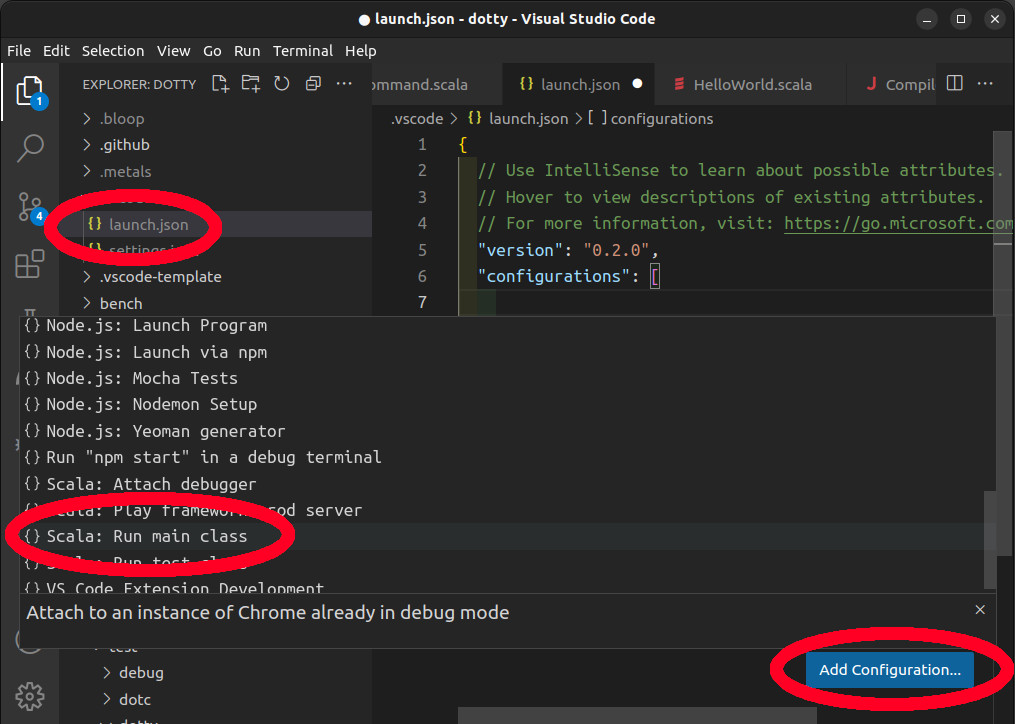 ● launch.json - dotty - Visual Studio Code
File Edit Selection View Go Run Terminal Help
EXPLORER: DOTTY
ommand.scala
launch.json ●
HelloWorld.scala
Compil
1
4
.bloop
.github
.metals
launch.json
settings.j
.vscode-template
bench
.vscode > {} launch.json > [ ] configurations
1 {
2 // Use IntelliSense to learn about possible attributes.
3 // Hover to view descriptions of existing attributes.
4 // For more information, visit: https://go.microsoft.com
5 "version": "0.2.0",
6 "configurations": [
7
{} Node.js: Launch Program
{} Node.js: Launch via npm
{} Node.js: Mocha Tests
{} Node.js: Nodemon Setup
{} Node.js: Yeoman generator
{} Run "npm start" in a debug terminal
{} Scala: Attach debugger
{} Scala: Play framework prod server
{} Scala: Run main class
{} Scala: Run test class
{} VS Code Extension Development
Attach to an instance of Chrome already in debug mode
test
debug
dotc
dotty
Add Configuration...